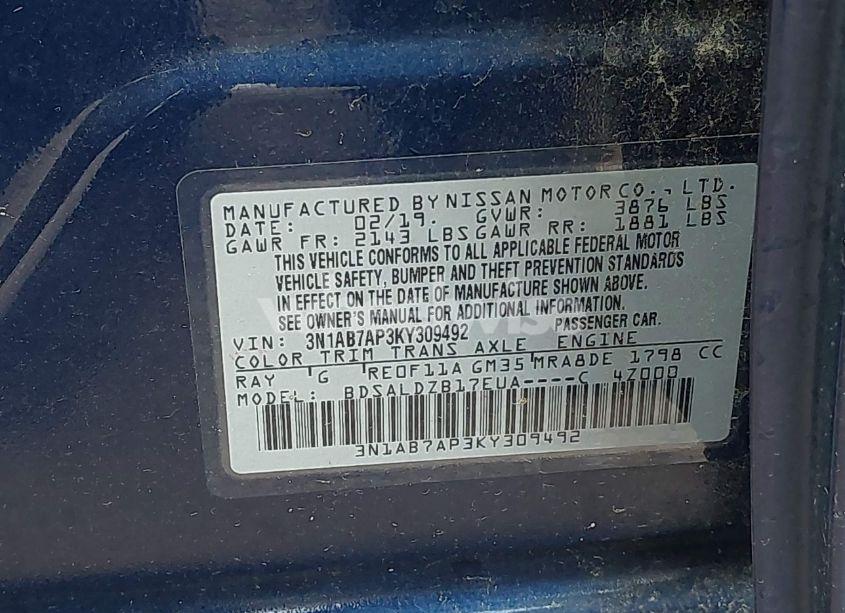 MANUFACTURED BY NISSAN MOTOR CO., LTD.
DATE: 02/19. GVWR: 3876 LBS
GAWR FR: 2143 LBS GAWR RR: 1881 LBS
THIS VEHICLE CONFORMS TO ALL APPLICABLE FEDERAL MOTOR
VEHICLE SAFETY, BUMPER AND THEFT PREVENTION STANDARDS
IN EFFECT ON THE DATE OF MANUFACTURE SHOWN ABOVE.
SEE OWNER'S MANUAL FOR ADDITIONAL INFORMATION.
VIN: 3N1AB7AP3KY309492 PASSENGER CAR.
COLOR TRIM TRANS AXLE ENGINE
RAY G RE0F11A GM35 MRA8DE 1798 CC
MODEL: BDSALDZB17EUA----C 4Z000
3N1AB7AP3KY309492